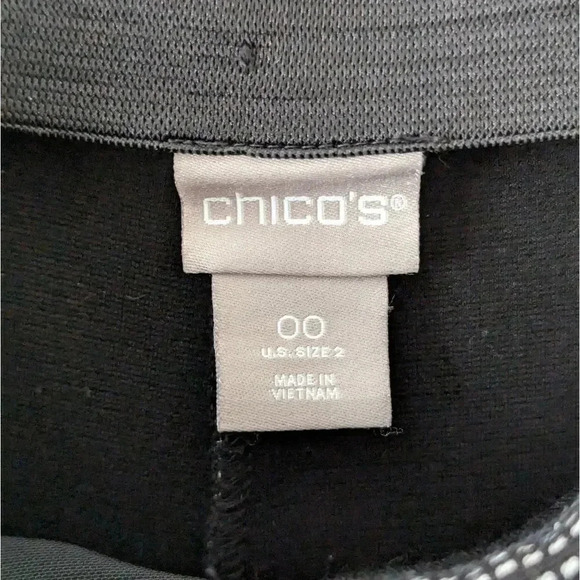 chico's®
00
U.S. SIZE 2
MADE IN
VIETNAM